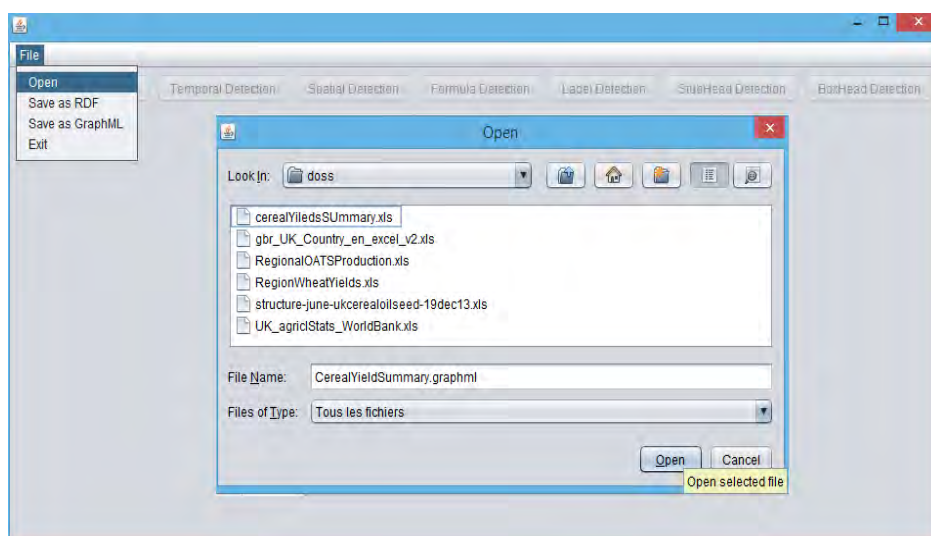 File
Open
Save as RDF
Save as GraphML
Exit
Temporal Detection Spatial Detection Formula Detection Label Detection SubHead Detection BoxHead Detection
Open
Look In: doss
cerealYiledsSUmmary.xls
gbr_UK_Country_en_excel_v2.xls
RegionalOATSProduction.xls
RegionWheatYields.xls
structure-june-ukcerealoilseed-19dec13.xls
UK_agriclStats_WorldBank.xls
File Name: CerealYieldSummary.graphml
Files of Type: Tous les fichiers
Open Cancel
Open selected file